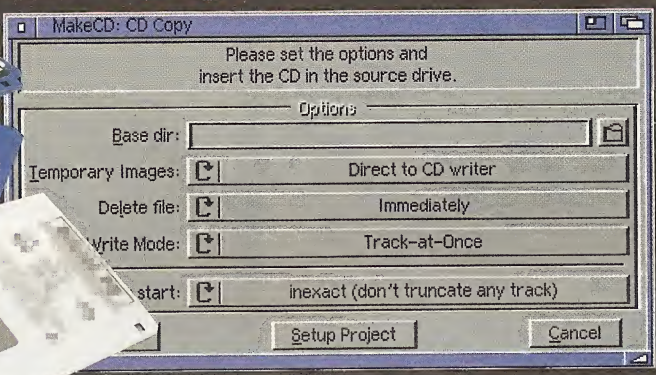 MakeCD: CD Copy
Please set the options and
insert the CD in the source drive.
Options
Base dir:
Temporary Images: Direct to CD writer
Delete file: Immediately
Write Mode: Track-at-Once
start: inexact (don't truncate any track)
Setup Project Cancel